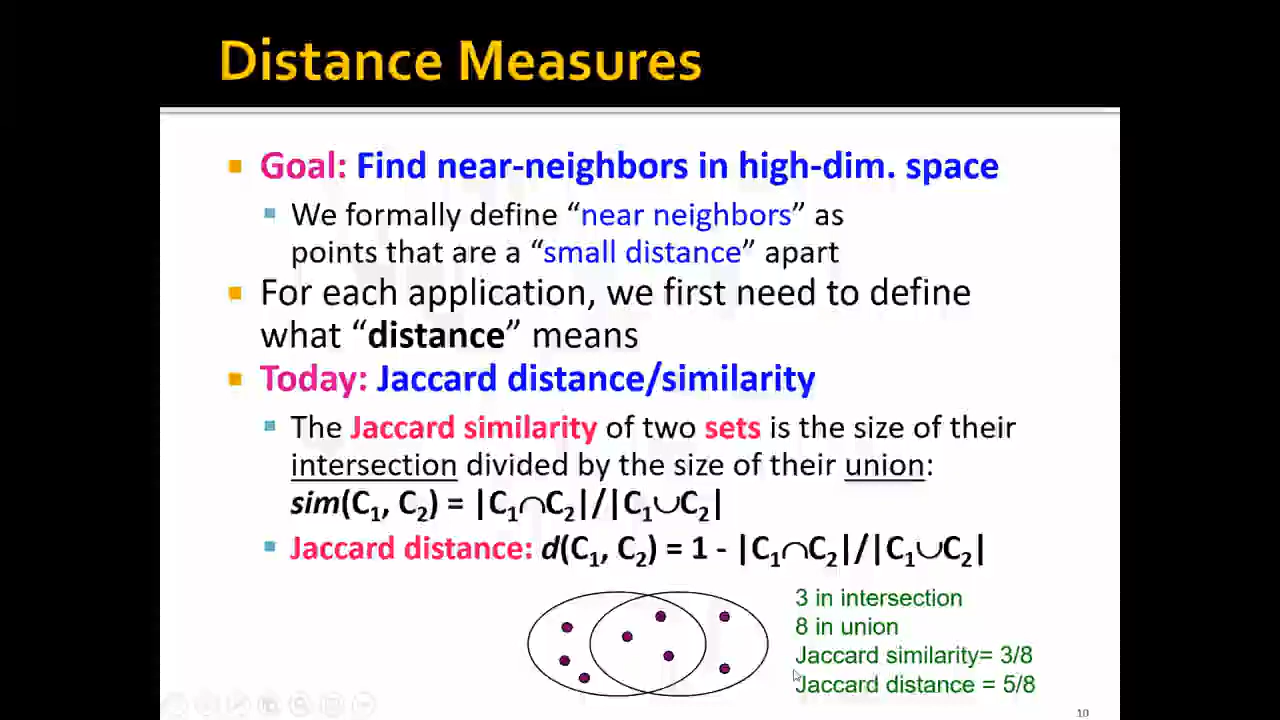 Distance Measures
Goal: Find near-neighbors in high-dim. space
We formally define “near neighbors” as
points that are a “small distance” apart
For each application, we first need to define
what “distance” means
Today: Jaccard distance/similarity
The Jaccard similarity of two sets is the size of their
intersection divided by the size of their union:
sim(C₁, C₂) = |C₁∩C₂|/|C₁∪C₂|
Jaccard distance: d(C₁, C₂) = 1 - |C₁∩C₂|/|C₁∪C₂|
3 in intersection
8 in union
Jaccard similarity= 3/8
Jaccard distance = 5/8
10